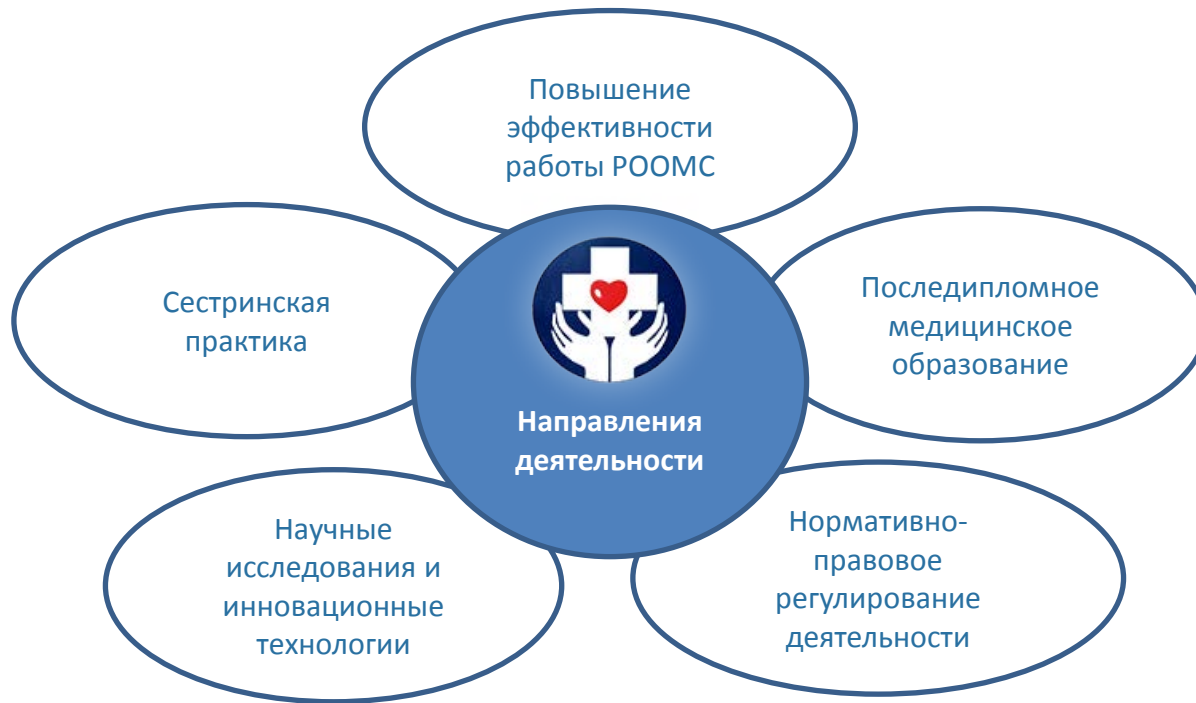 Повышение
эффективности
работы РООМС
Сестринская
практика
Последипломное
медицинское
образование
Направления
деятельности
Научные
исследования и
инновационные
технологии
Нормативно-
правовое
регулирование
деятельности